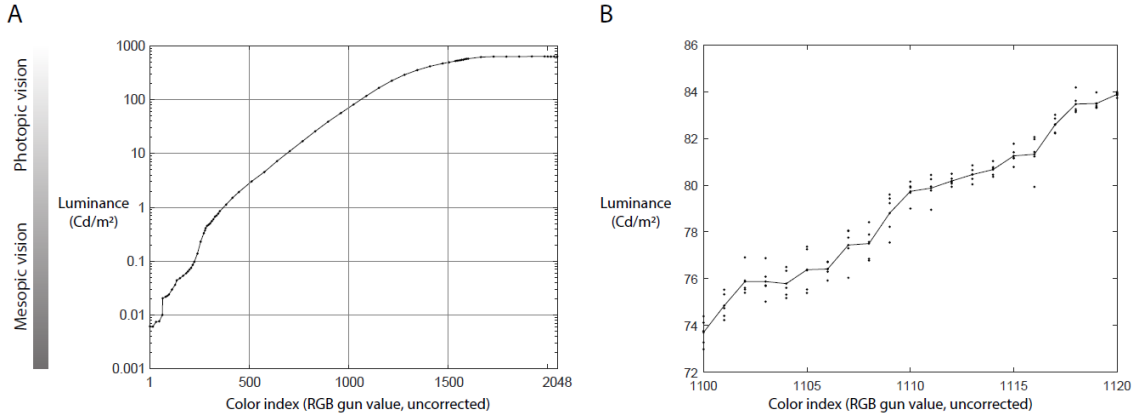 A
Photopic vision
Mesopic vision
Luminance
(Cd/m²)
1000
100
10
1
0.1
0.01
0.001
1
500
1000
1500
2048
Color index (RGB gun value, uncorrected)
B
Luminance
(Cd/m²)
86
84
82
80
78
76
74
72
1100
1105
1110
1115
1120
Color index (RGB gun value, uncorrected)